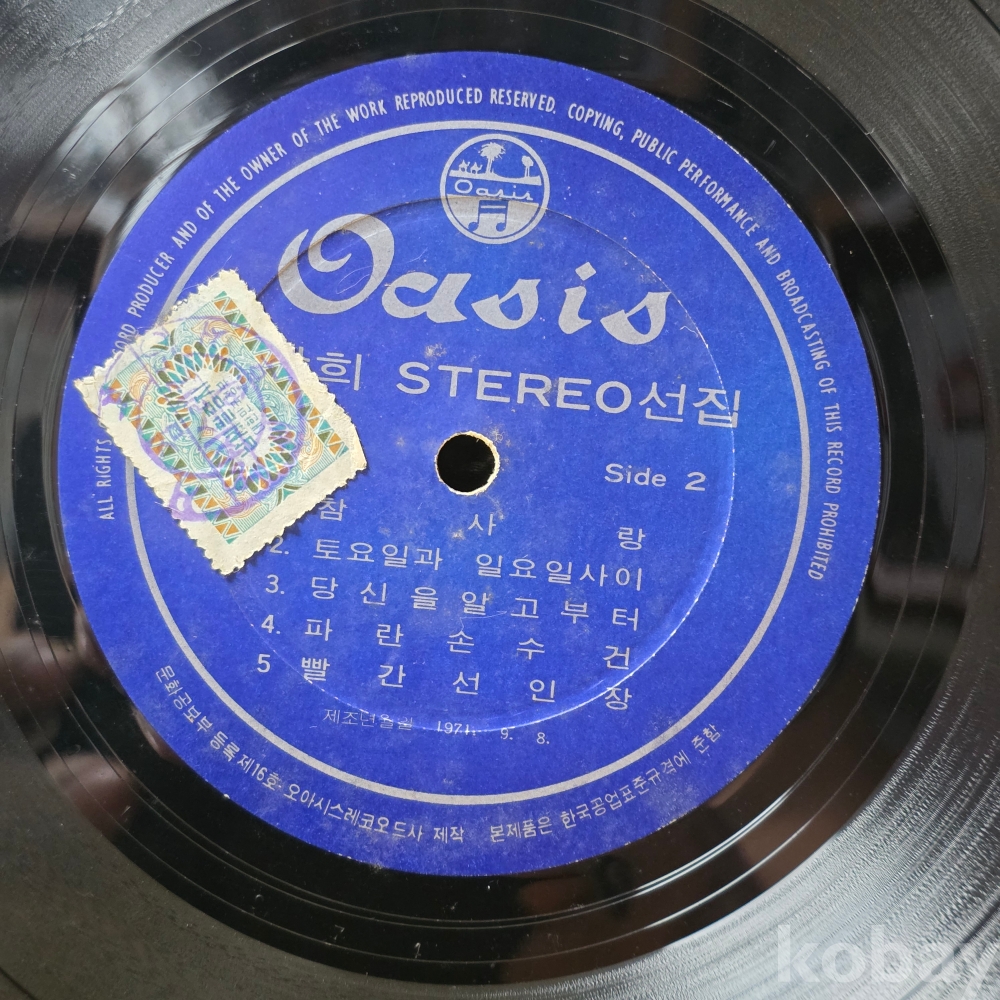 ALL RIGHTS
RECORD PRODUCER AND OF THE OWNER OF THE WORK REPRODUCED RESERVED. COPYING, PUBLIC PERFORMANCE AND BROADCASTING OF THIS RECORD PROHIBITED
Oasis
Oasis
희 STEREO선집
Side 2
참 사 랑
2. 토요일과 일요일사이
3. 당신을알고부터
4. 파란손수건
5 빨간선인장
제조년월일 1971. 9. 8.
문화공보부 등록 제16호 오아시스레코오드사 제작 본제품은 한국공업표준규격에 준함
kobay